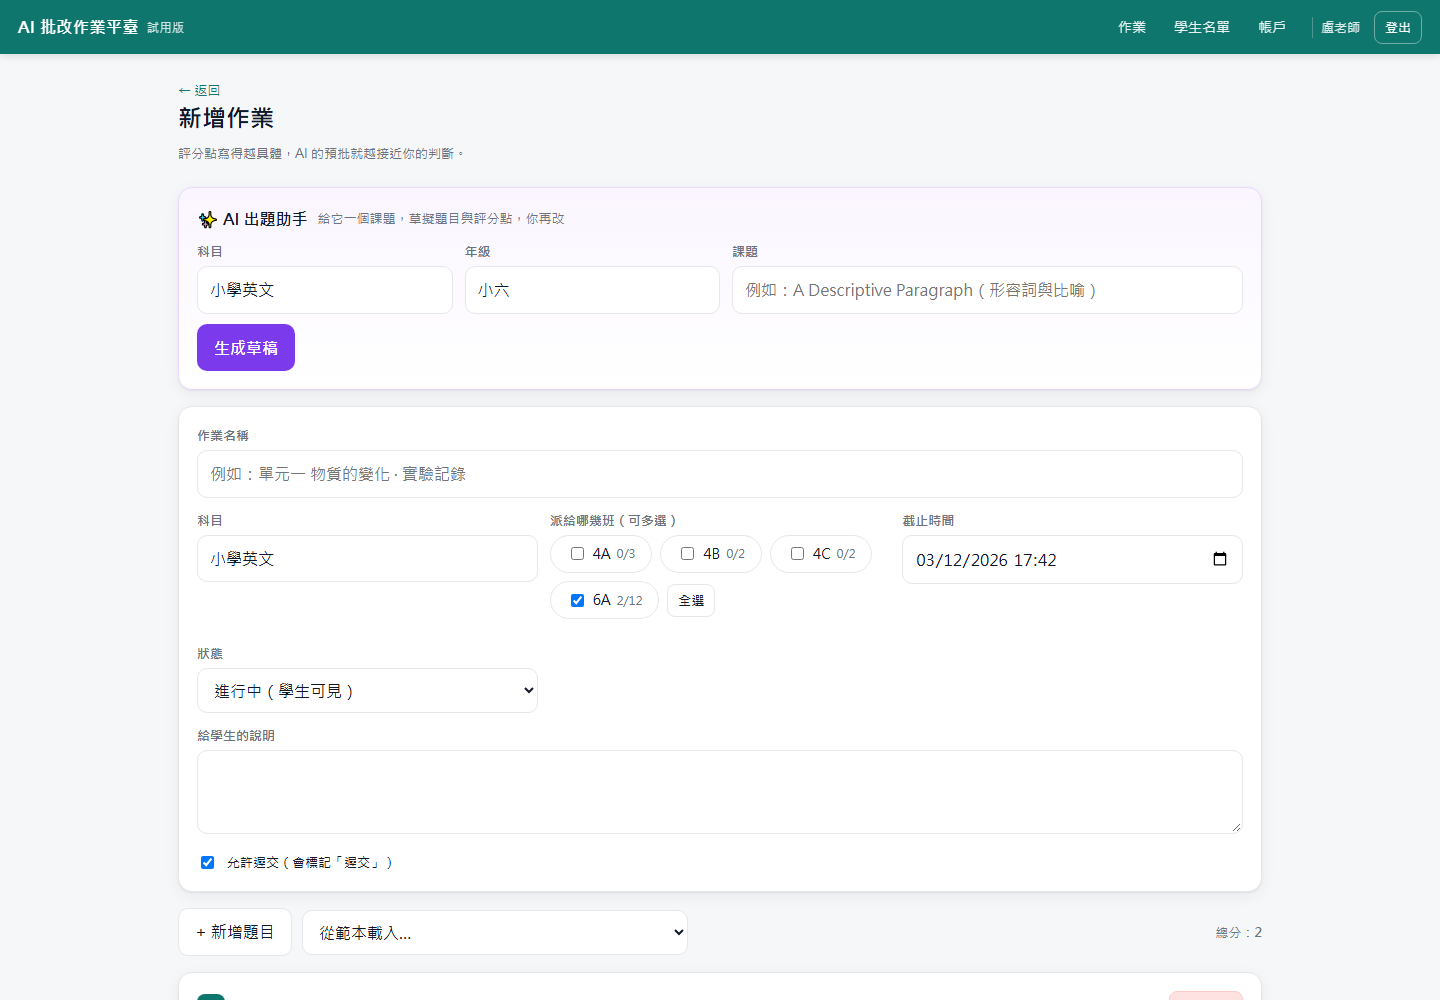 AI 批改作業平臺 試用版
作業 學生名單 帳戶 盧老師 登出
← 返回
新增作業
評分點寫得越具體，AI 的預批就越接近你的判斷。
AI 出題助手 給它一個課題，草擬題目與評分點，你再改
科目 年級 課題
小學英文 小六 例如：A Descriptive Paragraph（形容詞與比喻）
生成草稿
作業名稱
例如：單元一 物質的變化 · 實驗記錄
科目 派給哪幾班（可多選） 截止時間
小學英文 4A 0/3 4B 0/2 4C 0/2 03/12/2026 17:42
6A 2/12 全選
狀態
進行中（學生可見）
給學生的說明
允許遲交（會標記「遲交」）
+ 新增題目 從範本載入... 總分：2